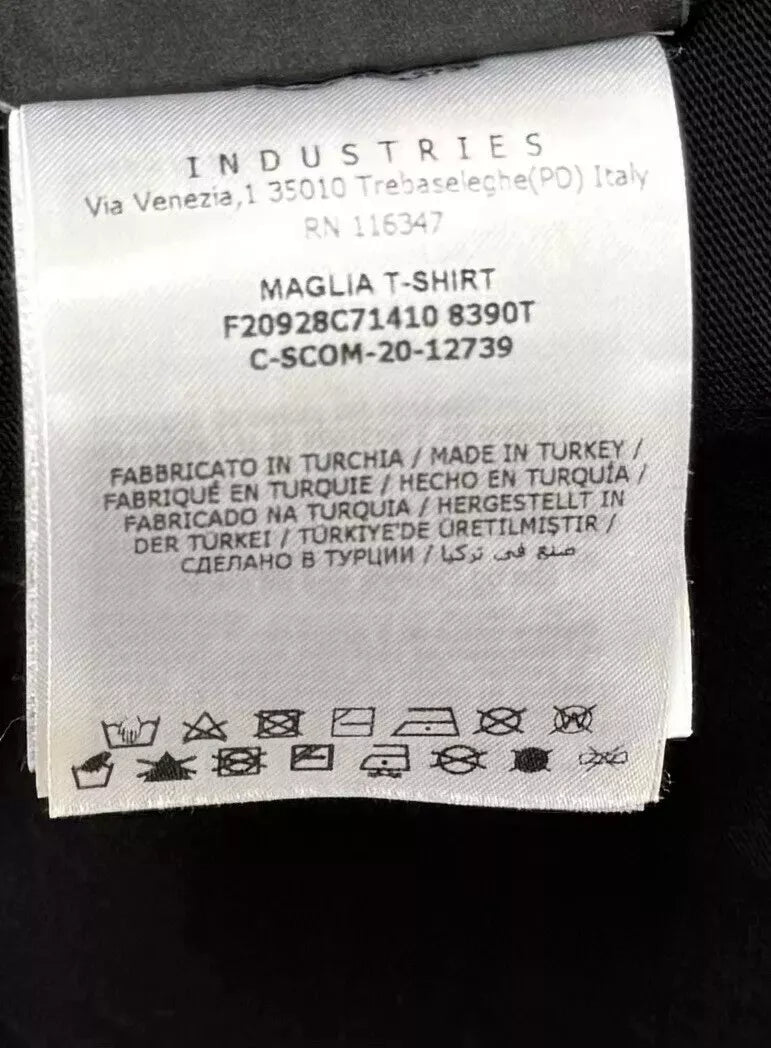 INDUSTRIES
Via Venezia,1 35010 Trebaseleghe(PD) Italy
RN 116347
MAGLIA T-SHIRT
F20928C71410 8390T
C-SCOM-20-12739
FABBRICATO IN TURCHIA / MADE IN TURKEY /
FABRIQUÉ EN TURQUIE / HECHO EN TURQUÍA /
FABRICADO NA TURQUIA / HERGESTELLT IN
DER TÜRKEI / TÜRKİYE'DE ÜRETILMIŞTIR /
СДЕЛАНО В ТУРЦИИ / صنع في تركيا